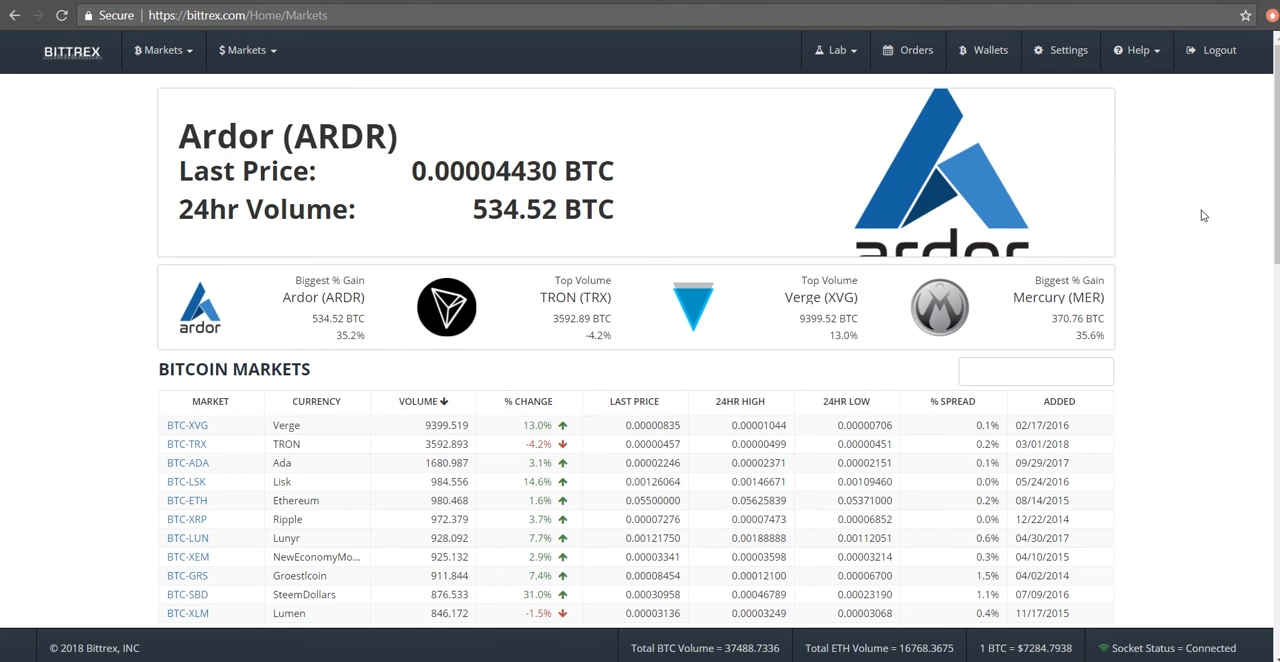 Secure https://bittrex.com/Home/Markets
BITTREX Markets $ Markets Lab Orders Wallets Settings Help Logout
Ardor (ARDR)
Last Price: 0.00004430 BTC
24hr Volume: 534.52 BTC
ardor
ardor
Biggest % Gain
Ardor (ARDR)
534.52 BTC
35.2%
Top Volume
TRON (TRX)
3592.89 BTC
-4.2%
Top Volume
Verge (XVG)
9399.52 BTC
13.0%
Biggest % Gain
Mercury (MER)
370.76 BTC
35.6%
BITCOIN MARKETS
MARKET CURRENCY VOLUME % CHANGE LAST PRICE 24HR HIGH 24HR LOW % SPREAD ADDED
BTC-XVG Verge 9399.519 13.0% 0.00000835 0.00001044 0.00000706 0.1% 02/17/2016
BTC-TRX TRON 3592.893 -4.2% 0.00000457 0.00000499 0.00000451 0.2% 03/01/2018
BTC-ADA Ada 1680.987 3.1% 0.00002246 0.00002371 0.00002151 0.1% 09/29/2017
BTC-LSK Lisk 984.556 14.6% 0.00126064 0.00146671 0.00109460 0.0% 05/24/2016
BTC-ETH Ethereum 980.468 1.6% 0.05500000 0.05625839 0.05371000 0.2% 08/14/2015
BTC-XRP Ripple 972.379 3.7% 0.00007276 0.00007473 0.00006852 0.0% 12/22/2014
BTC-LUN Lunyr 928.092 7.7% 0.00121750 0.00188888 0.00112051 0.6% 04/30/2017
BTC-XEM NewEconomyMo... 925.132 2.9% 0.00003341 0.00003598 0.00003214 0.3% 04/10/2015
BTC-GRS Groestlcoin 911.844 7.4% 0.00008454 0.00012100 0.00006700 1.5% 04/02/2014
BTC-SBD SteemDollars 876.533 31.0% 0.00030958 0.00046789 0.00023190 1.1% 07/09/2016
BTC-XLM Lumen 846.172 -1.5% 0.00003136 0.00003249 0.00003068 0.4% 11/17/2015
© 2018 Bittrex, INC Total BTC Volume = 37488.7336 Total ETH Volume = 16768.3675 1 BTC = $7284.7938 Socket Status = Connected